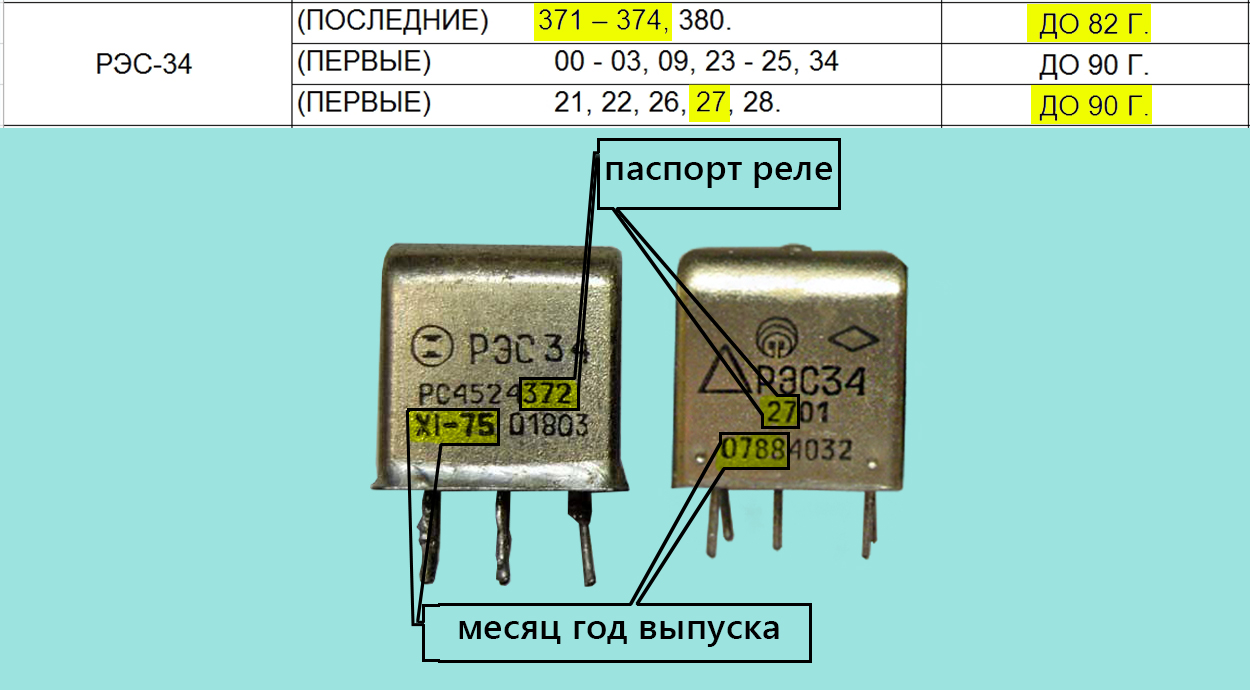 (ПОСЛЕДНИЕ) 371 – 374, 380. ДО 82 Г.
РЭС-34
(ПЕРВЫЕ) 00 - 03, 09, 23 - 25, 34 ДО 90 Г.
(ПЕРВЫЕ) 21, 22, 26, 27, 28. ДО 90 Г.
паспорт реле
РЭС 34
РС4524372
XI-75 01803
РЭС34
2701
07884032
месяц год выпуска